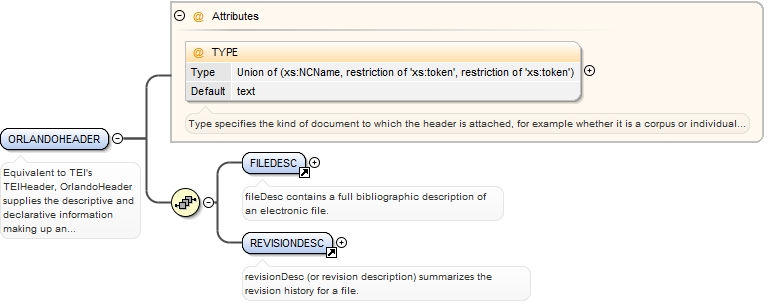 @ Attributes
@ TYPE
Type Union of (xs:NCName, restriction of 'xs:token', restriction of 'xs:token')
Default text
Type specifies the kind of document to which the header is attached, for example whether it is a corpus or individual...
ORLANDOHEADER
Equivalent to TEI's
TEIHeader, OrlandoHeader
supplies the descriptive and
declarative information
making up an...
FILEDESC
fileDesc contains a full bibliographic description of
an electronic file.
REVISIONDESC
revisionDesc (or revision description) summarizes the
revision history for a file.